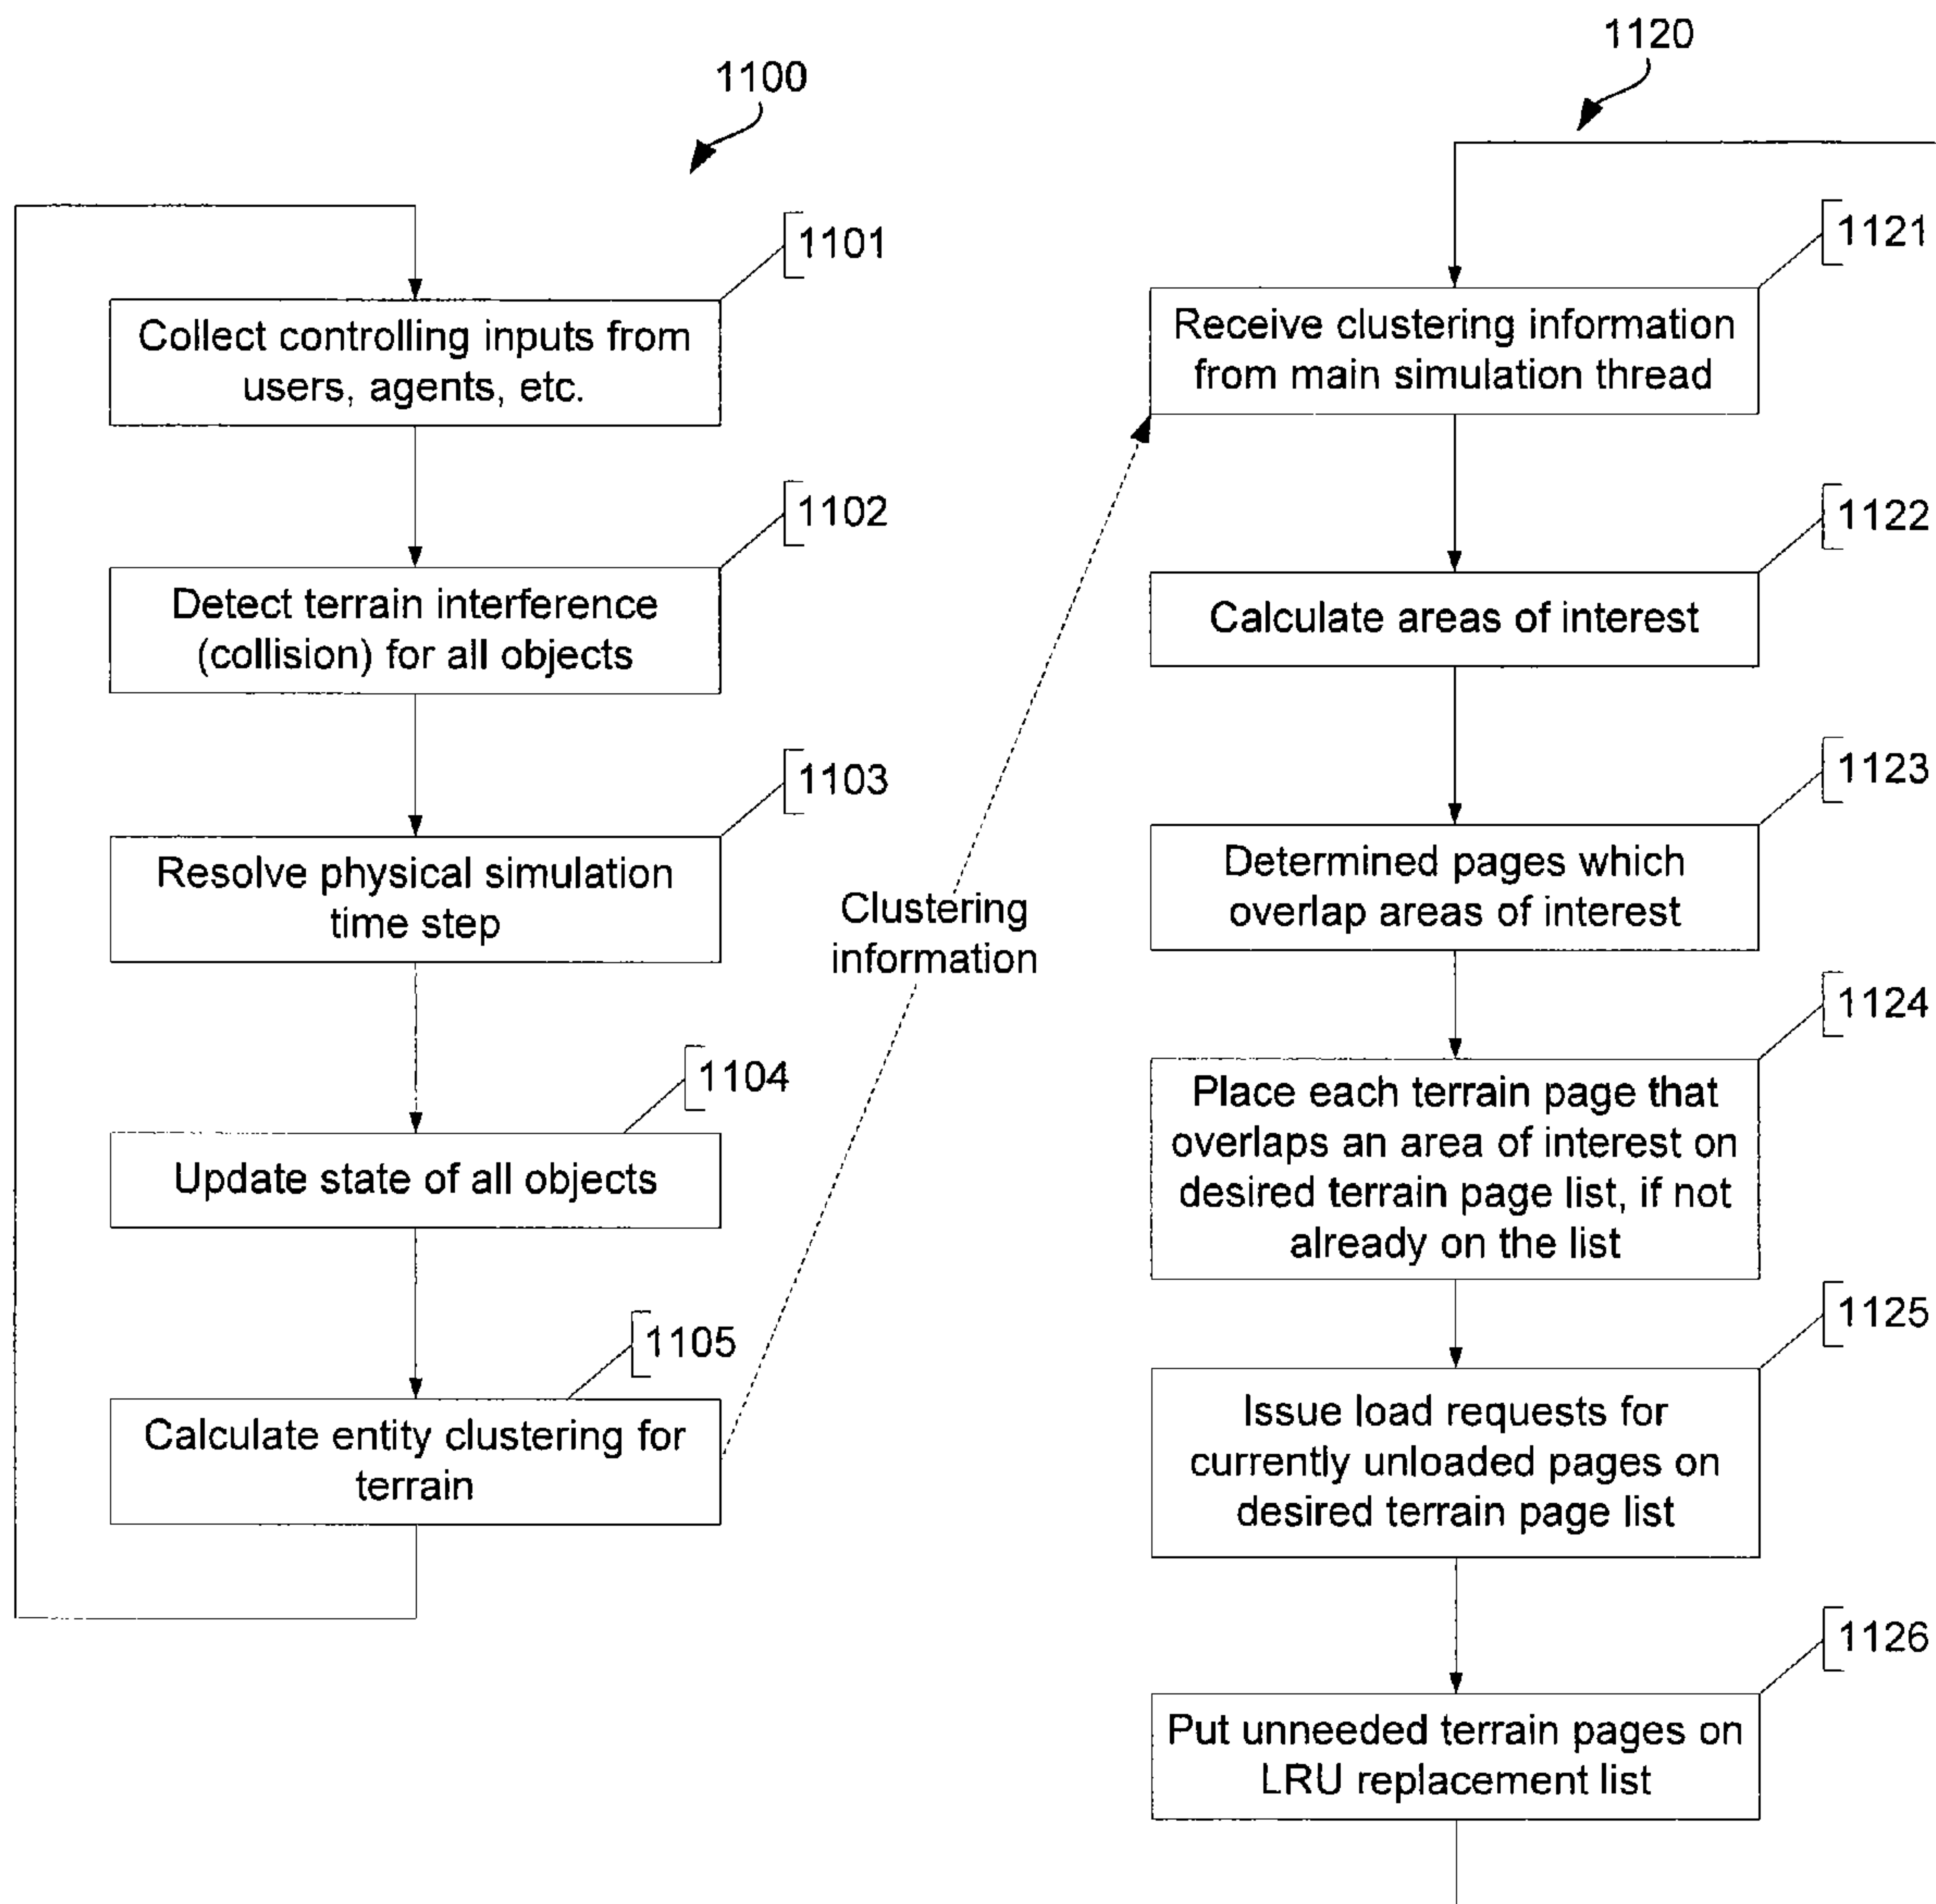 1100
1101
Collect controlling inputs from
users, agents, etc.
1102
Detect terrain interference
(collision) for all objects
1103
Resolve physical simulation
time step
1104
Update state of all objects
1105
Calculate entity clustering for
terrain
Clustering
information
1120
1121
Receive clustering information
from main simulation thread
1122
Calculate areas of interest
1123
Determined pages which
overlap areas of interest
1124
Place each terrain page that
overlaps an area of interest on
desired terrain page list, if not
already on the list
1125
Issue load requests for
currently unloaded pages on
desired terrain page list
1126
Put unneeded terrain pages on
LRU replacement list